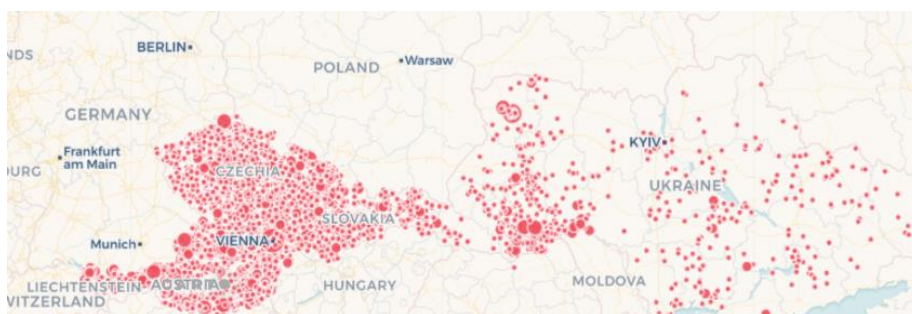 NDS
BERLIN
POLAND
Warsaw
GERMANY
Frankfurt
am Main
KYIV
CZECHIA
URG
UKRAINE
SLOVAKIA
Munich
VIENNA
LIECHTENSTEIN
AUSTRIA
HUNGARY
MOLDOVA
WITZERLAND